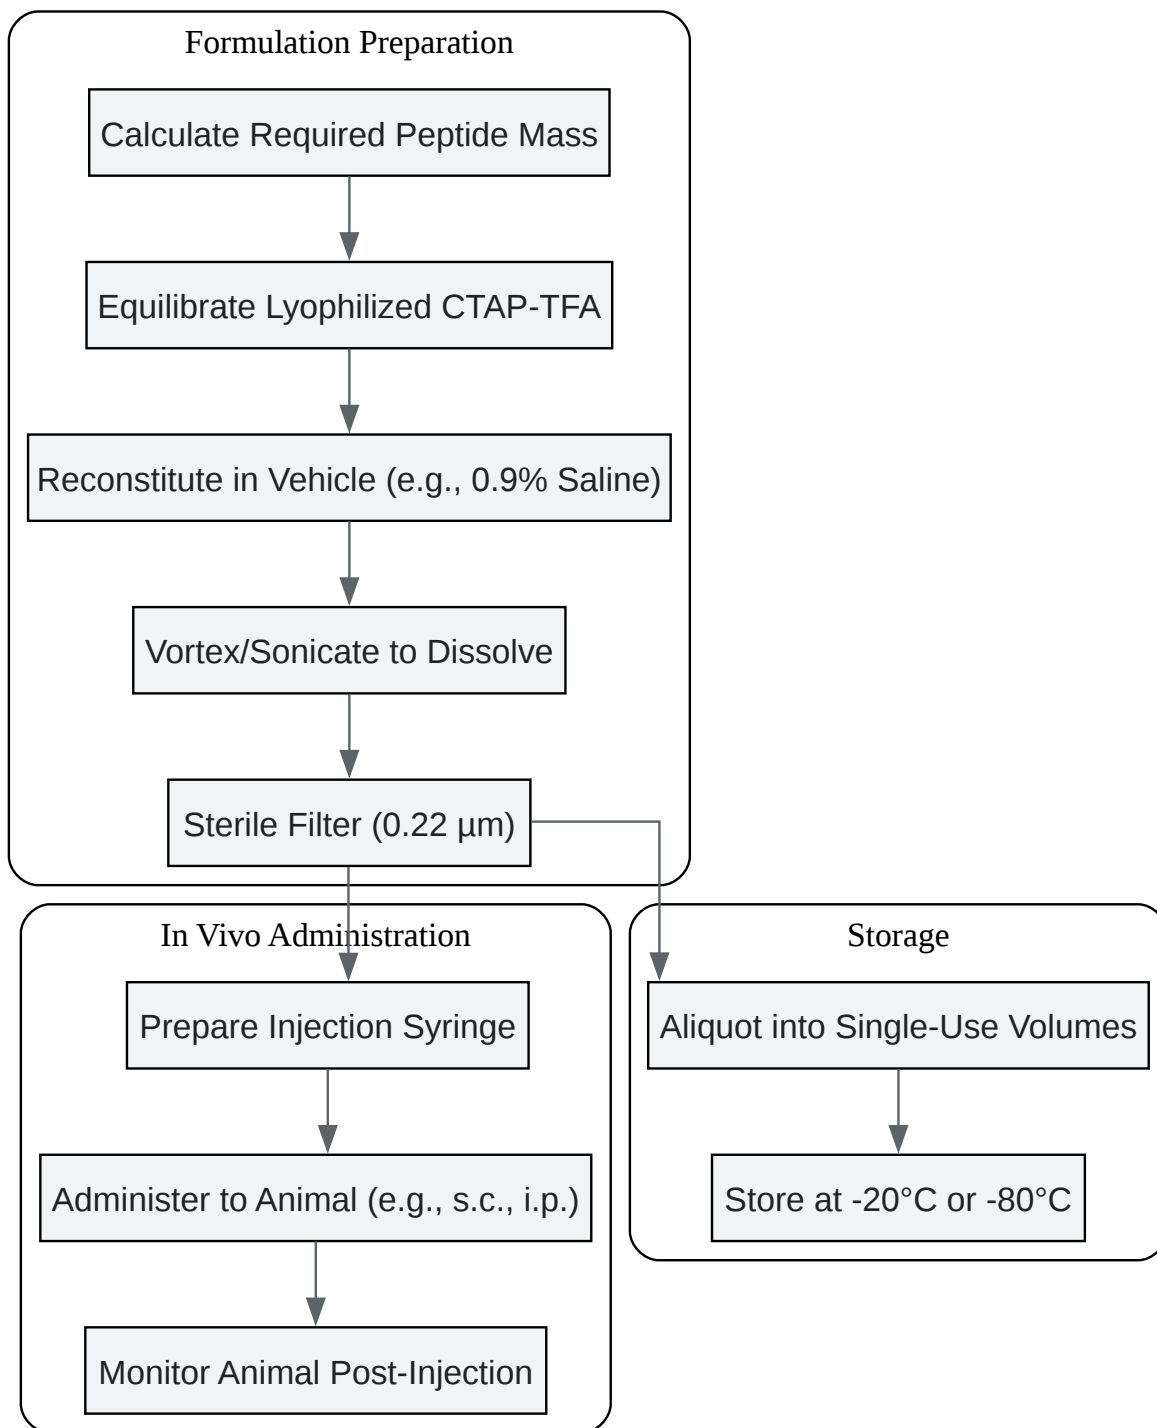 Formulation Preparation
Calculate Required Peptide Mass
Equilibrate Lyophilized CTAP-TFA
Reconstitute in Vehicle (e.g., 0.9% Saline)
Vortex/Sonicate to Dissolve
Sterile Filter (0.22 µm)
In Vivo Administration
Prepare Injection Syringe
Administer to Animal (e.g., s.c., i.p.)
Monitor Animal Post-Injection
Storage
Aliquot into Single-Use Volumes
Store at -20°C or -80°C